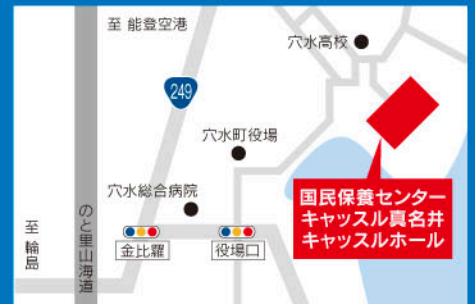 至 能登空港
穴水高校
249
穴水町役場
穴水総合病院
国民保養センター
キャッスル真名井
キャッスルホール
至 輪島
のと里山海道
金比羅
役場口